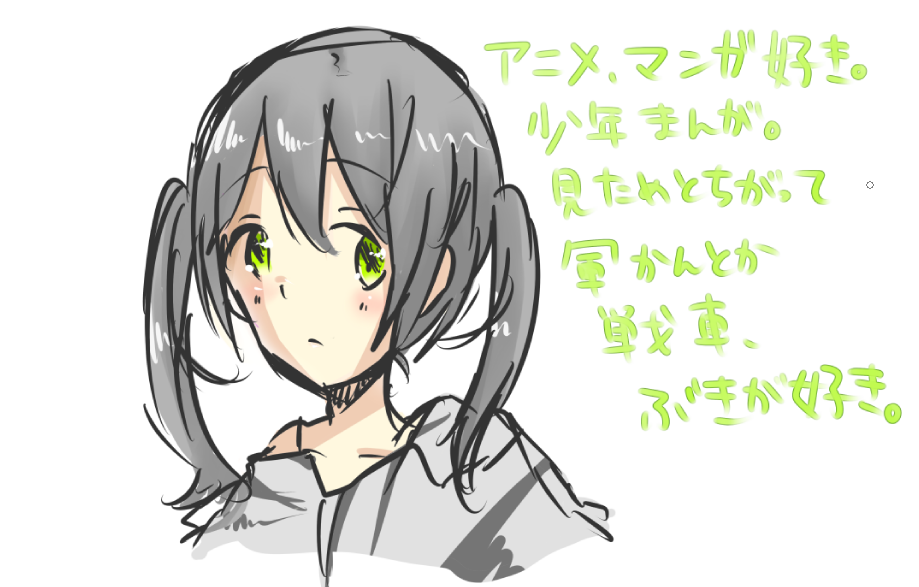 アニメ、マンガ好き。
少年まんが。
見ためとちがって
軍かんとか
戦車、
ぶきが好き。